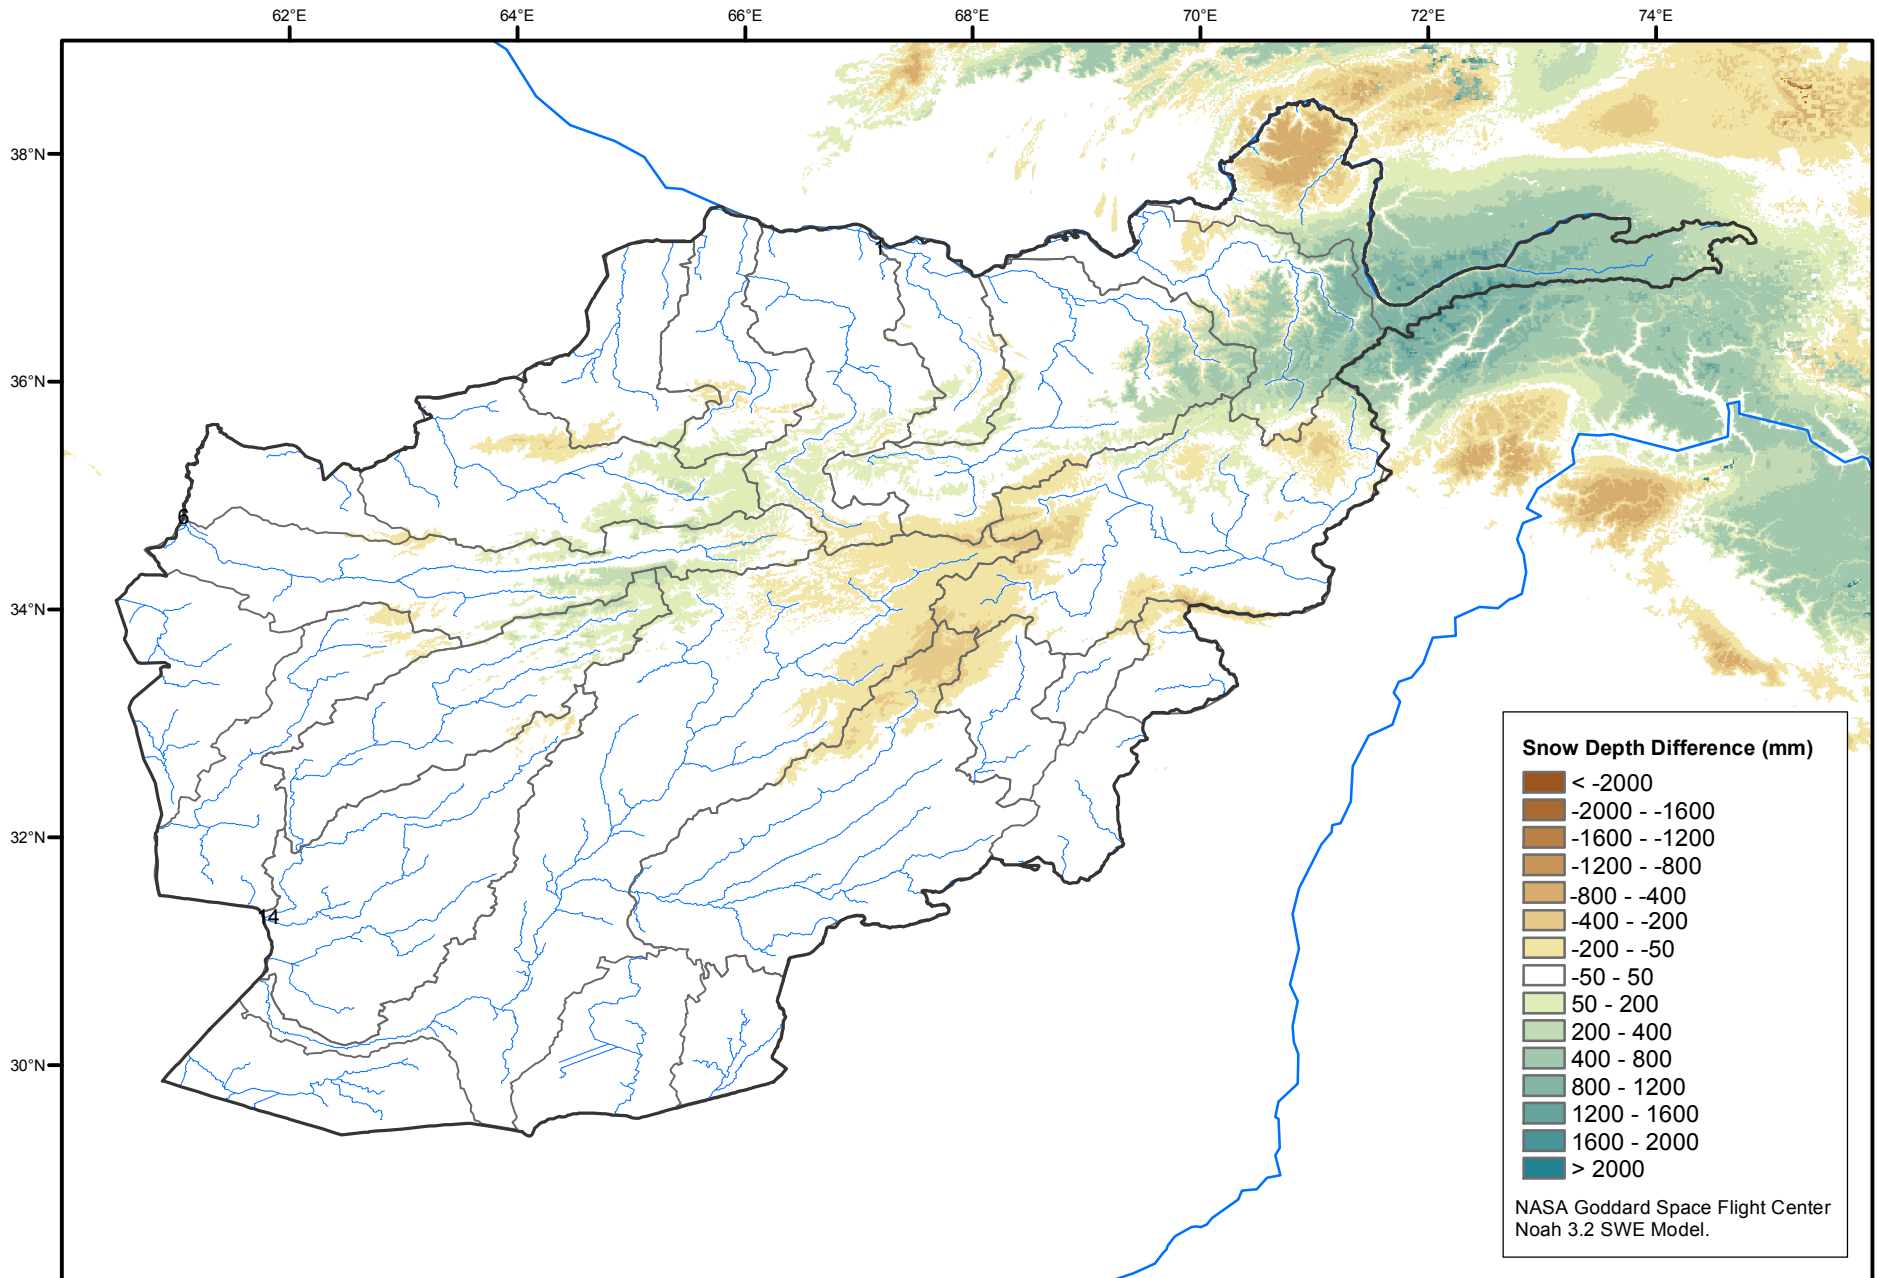 62°E 64°E 66°E 68°E 70°E 72°E 74°E
38°N
1
36°N
6
34°N
32°N
14
30°N
Snow Depth Difference (mm)
< -2000
-2000 - -1600
-1600 - -1200
-1200 - -800
-800 - -400
-400 - -200
-200 - -50
-50 - 50
50 - 200
200 - 400
400 - 800
800 - 1200
1200 - 1600
1600 - 2000
> 2000
NASA Goddard Space Flight Center
Noah 3.2 SWE Model.